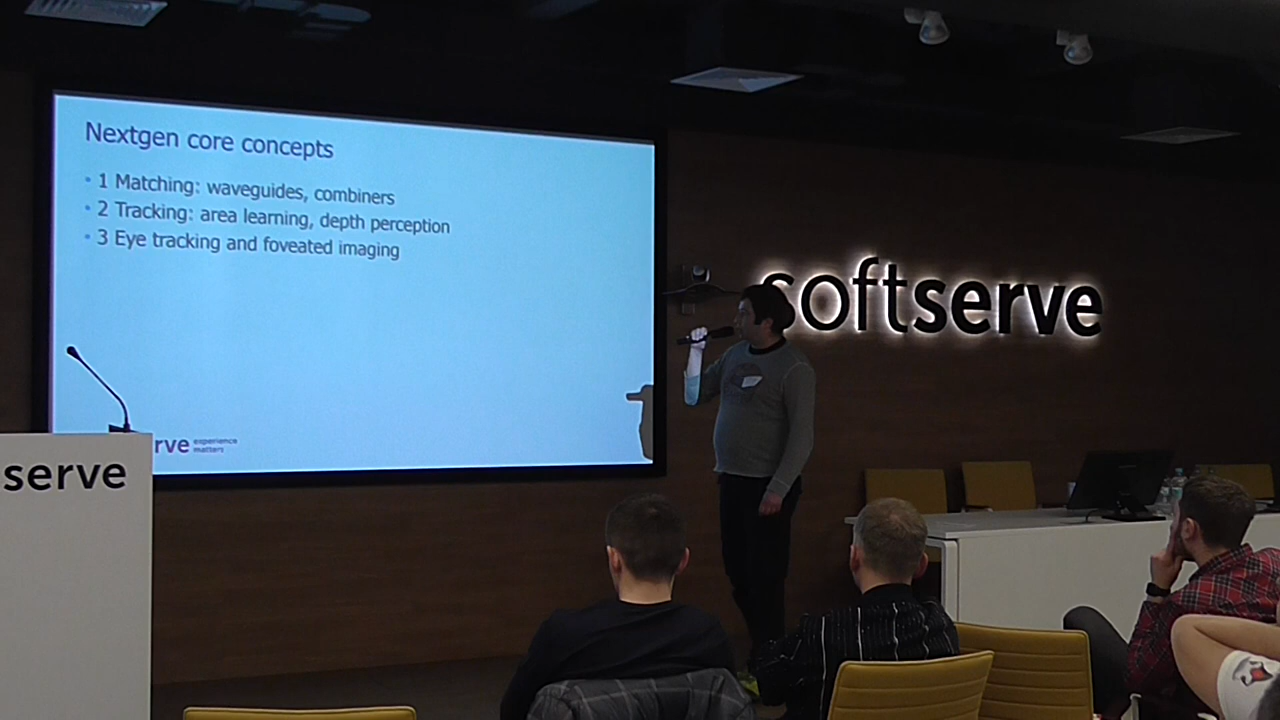 Nextgen core concepts
• 1 Matching: waveguides, combiners
• 2 Tracking: area learning, depth perception
• 3 Eye tracking and foveated imaging
softserve
rve experience
matters
serve